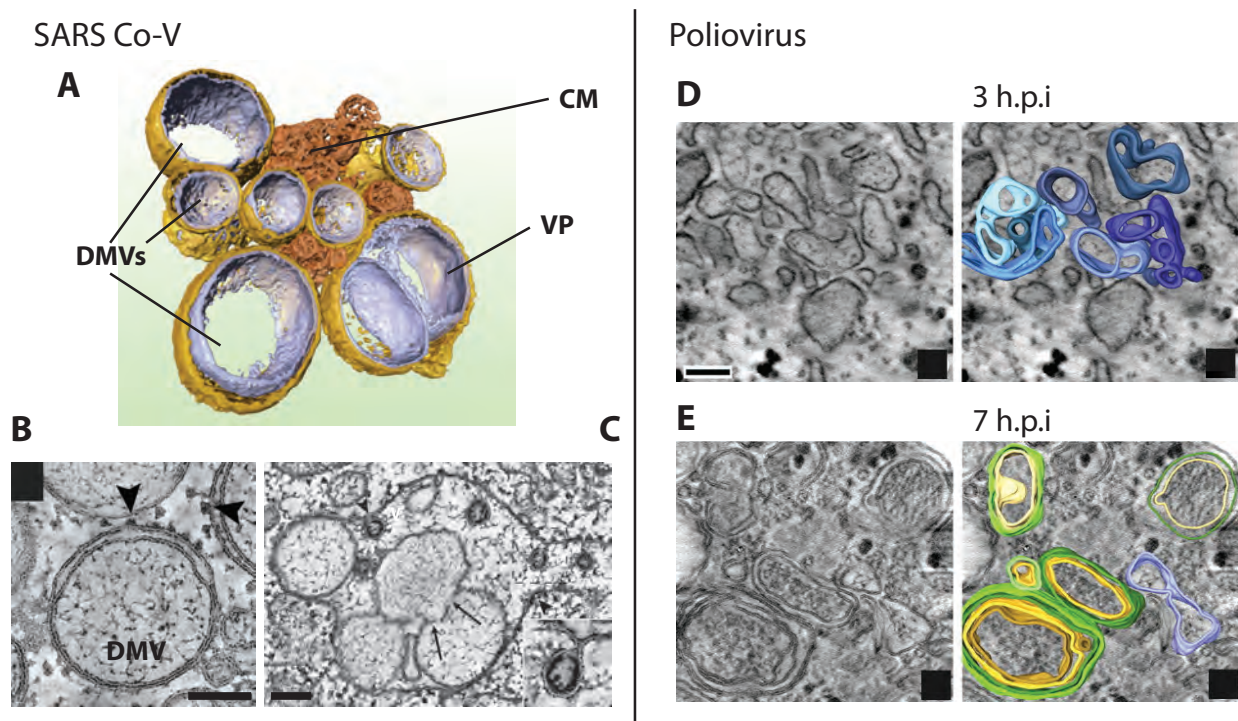 SARS Co-V
A
CM
VP
DMVs
B
C
DMV
Poliovirus
D
3 h.p.i
E
7 h.p.i